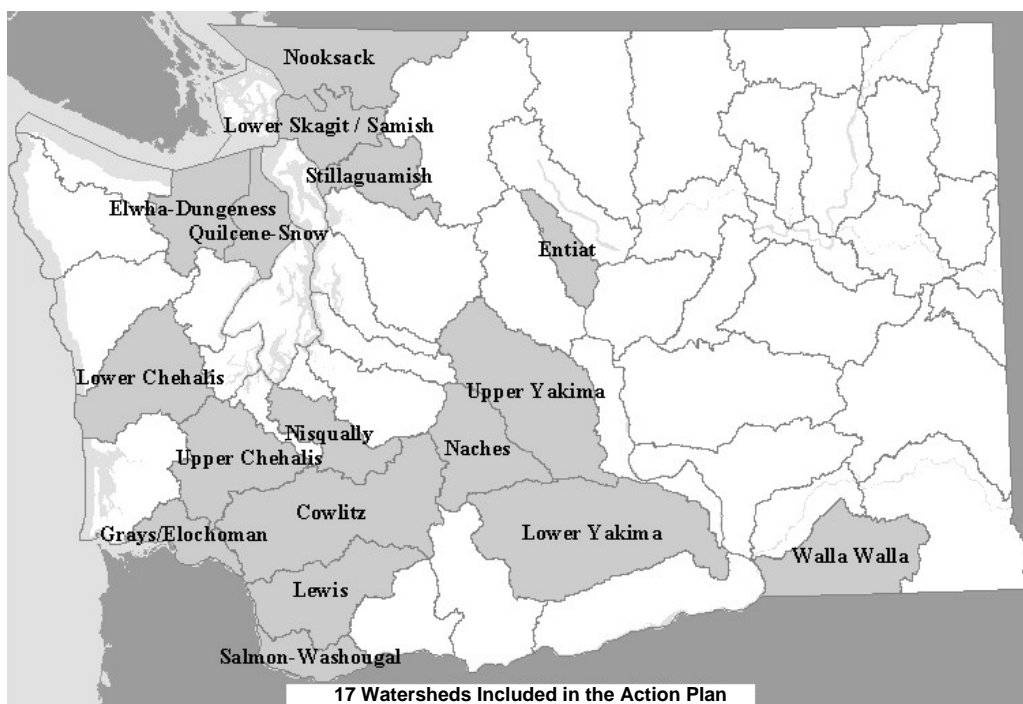 Nooksack
Lower Skagit / Samish
Stillaguamish
Elwha-Dungeness
Quilcene-Snow
Entiat
Lower Chehalis
Upper Yakima
Nisqually
Naches
Upper Chehalis
Cowlitz
Grays/Elochoman
Lower Yakima
Walla Walla
Lewis
Salmon-Washougal
17 Watersheds Included in the Action Plan